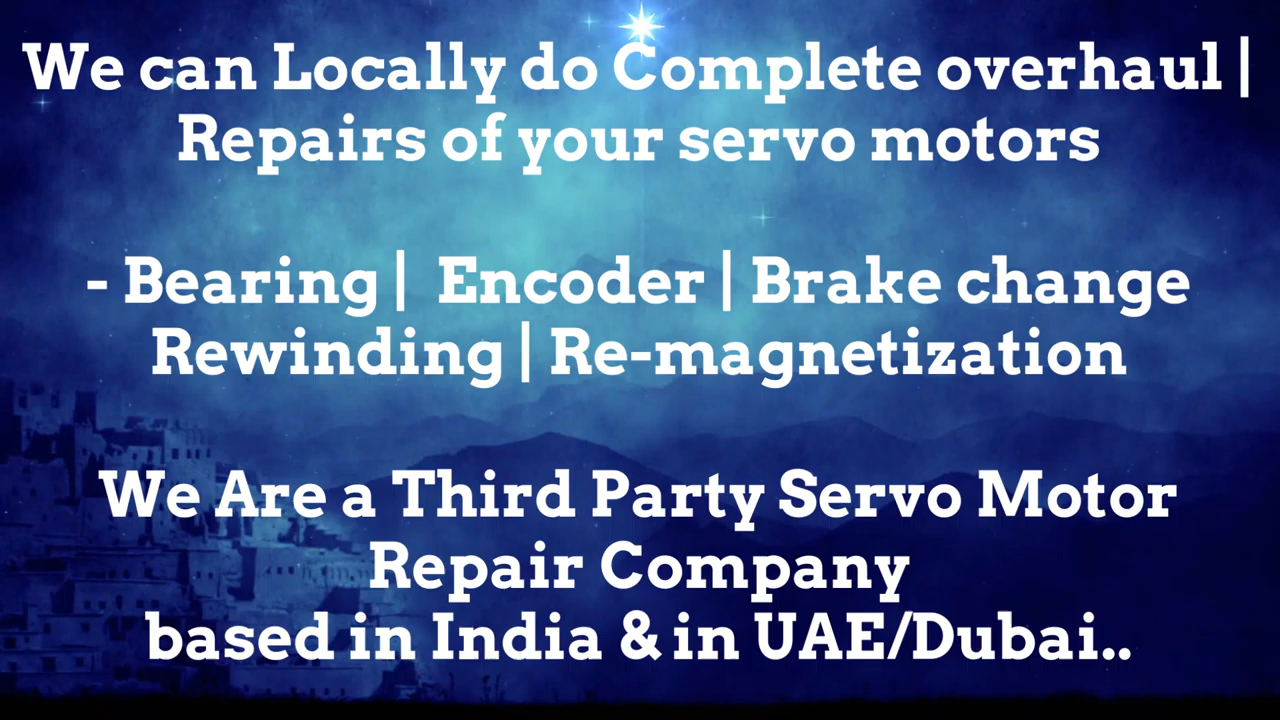 We can Locally do Complete overhaul |
Repairs of your servo motors
- Bearing | Encoder | Brake change
Rewinding | Re-magnetization
We Are a Third Party Servo Motor
Repair Company
based in India & in UAE/Dubai..